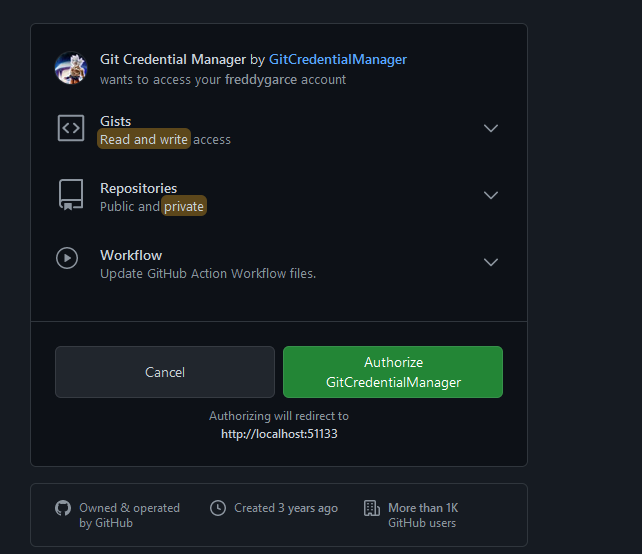 Git Credential Manager by GitCredentialManager
wants to access your freddygarce account
Gists
Read and write access
Repositories
Public and private
Workflow
Update GitHub Action Workflow files.
Cancel
Authorize
GitCredentialManager
Authorizing will redirect to
http://localhost:51133
Owned & operated
by GitHub
Created 3 years ago
More than 1K
GitHub users